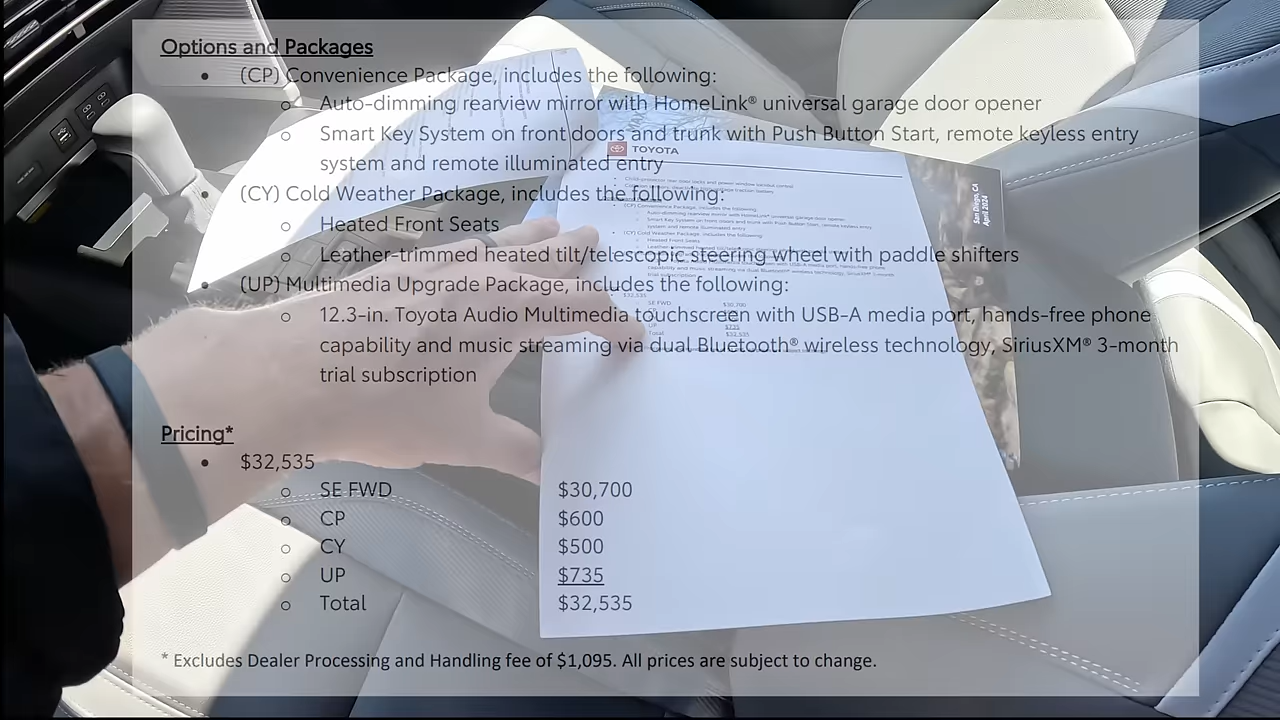 Options and Packages
• (CP) Convenience Package, includes the following:
o Auto-dimming rearview mirror with HomeLink® universal garage door opener
o Smart Key System on front doors and trunk with Push Button Start, remote keyless entry
system and remote illuminated entry
• (CY) Cold Weather Package, includes the following:
o Heated Front Seats
o Leather-trimmed heated tilt/telescopic steering wheel with paddle shifters
• (UP) Multimedia Upgrade Package, includes the following:
o 12.3-in. Toyota Audio Multimedia touchscreen with USB-A media port, hands-free phone
capability and music streaming via dual Bluetooth® wireless technology, SiriusXM® 3-month
trial subscription
Pricing*
• $32,535
o SE FWD $30,700
o CP $600
o CY $500
o UP $735
o Total $32,535
* Excludes Dealer Processing and Handling fee of $1,095. All prices are subject to change.
TOYOTA
San Diego, CA
April 2024